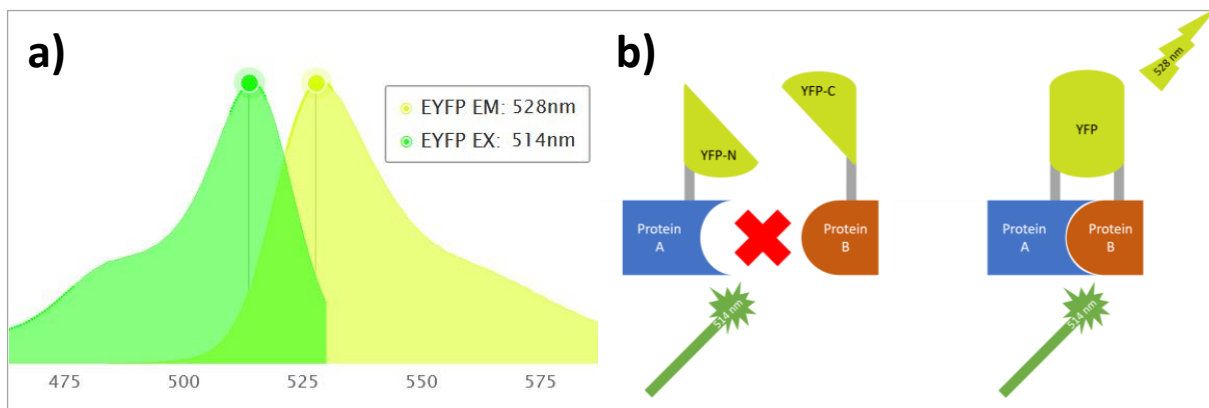 a)
EYFP EM: 528nm
EYFP EX: 514nm
475
500
525
550
575
b)
YFP-N
YFP-C
Protein
A
Protein
B
514 nm
528 nm
YFP
Protein
A
Protein
B
514 nm